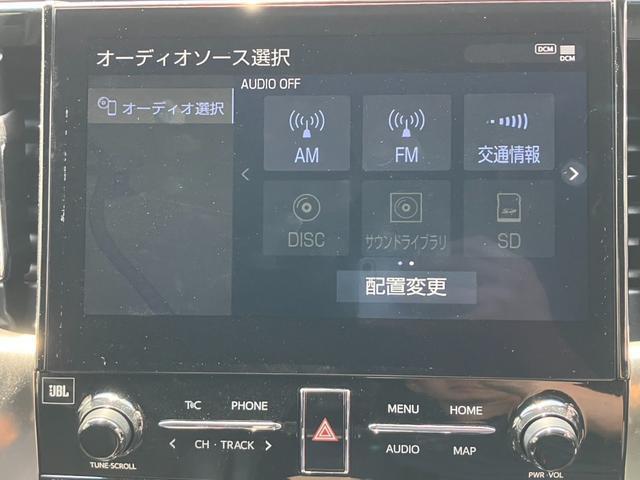 オーディオソース選択
DCM
DCM
AUDIO OFF
オーディオ選択
AM
FM
交通情報
DISC
サウンドライブラリ
SD
配置変更
JBL
T/C
PHONE
MENU
HOME
CH · TRACK
AUDIO
MAP
TUNE·SCROLL
PWR·VOL